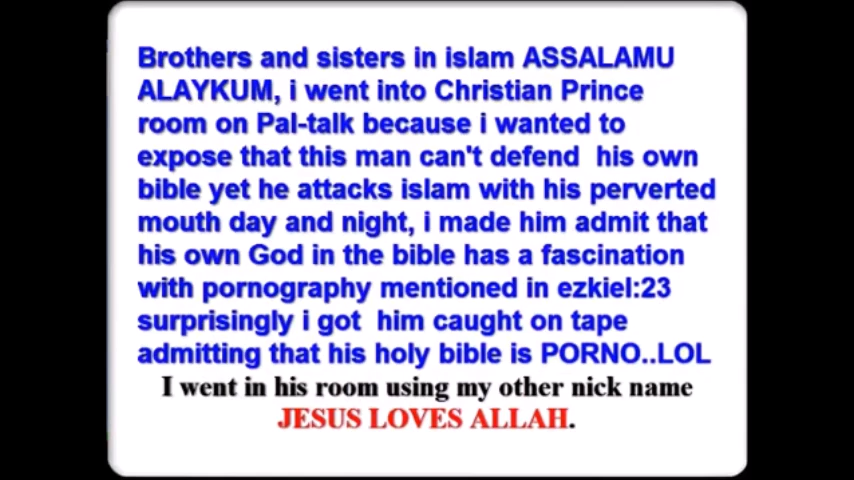 Brothers and sisters in islam ASSALAMU
ALAYKUM, i went into Christian Prince
room on Pal-talk because i wanted to
expose that this man can't defend his own
bible yet he attacks islam with his perverted
mouth day and night, i made him admit that
his own God in the bible has a fascination
with pornography mentioned in ezkiel:23
surprisingly i got him caught on tape
admitting that his holy bible is PORNO..LOL
I went in his room using my other nick name
JESUS LOVES ALLAH.